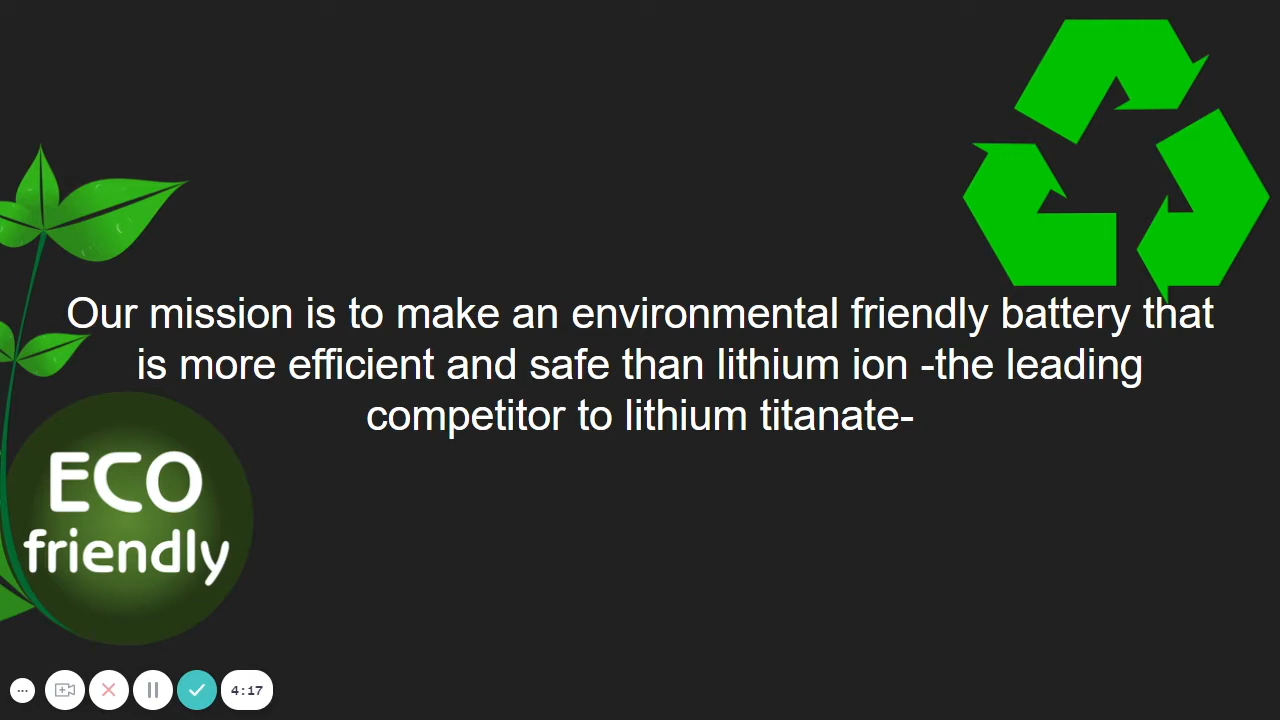 Our mission is to make an environmental friendly battery that
is more efficient and safe than lithium ion -the leading
competitor to lithium titanate-
ECO
friendly
4:17